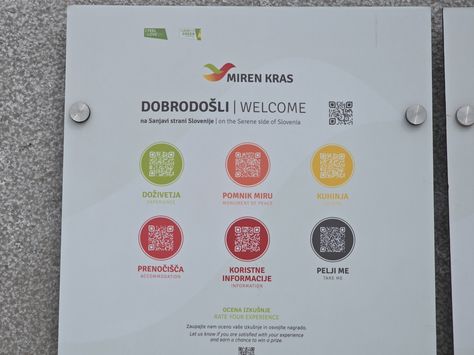 I FEEL
SLOVENIA
MIREN KRAS
DOBRODOŠLI | WELCOME
na Sanjavi strani Slovenije | on the Serene side of Slovenia
DOŽIVETJA
EXPERIENCE
POMNIK MIRU
MONUMENT OF PEACE
KUHINJA
PRENOČIŠČA
ACCOMMODATION
KORISTNE
INFORMACIJE
INFORMATION
PELJI ME
TAKE ME
OCENA IZKUŠNJE
RATE YOUR EXPERIENCE
Zaupajte nam oceno vaše izkušnje in osvojite nagrado.
Let us know if you are satisfied with your experience
and earn a chance to win a prize.